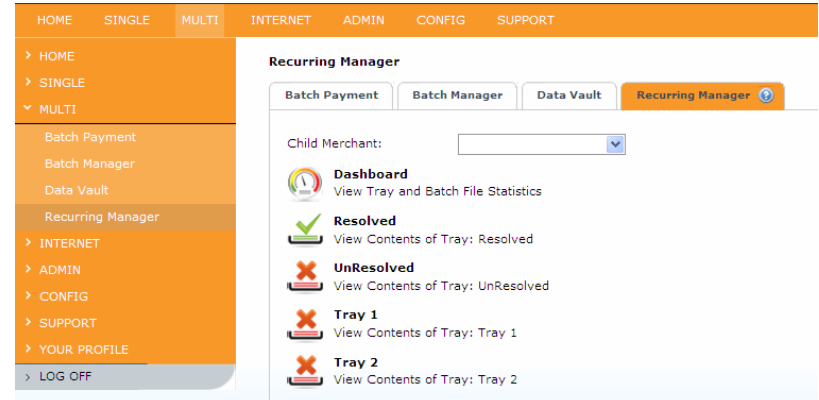 HOME SINGLE MULTI INTERNET ADMIN CONFIG SUPPORT
> HOME
> SINGLE
MULTI
Batch Payment
Batch Manager
Data Vault
Recurring Manager
> INTERNET
> ADMIN
> CONFIG
> SUPPORT
> YOUR PROFILE
> LOG OFF
Recurring Manager
Batch Payment Batch Manager Data Vault Recurring Manager ?
Child Merchant:
Dashboard
View Tray and Batch File Statistics
Resolved
View Contents of Tray: Resolved
UnResolved
View Contents of Tray: UnResolved
Tray 1
View Contents of Tray: Tray 1
Tray 2
View Contents of Tray: Tray 2